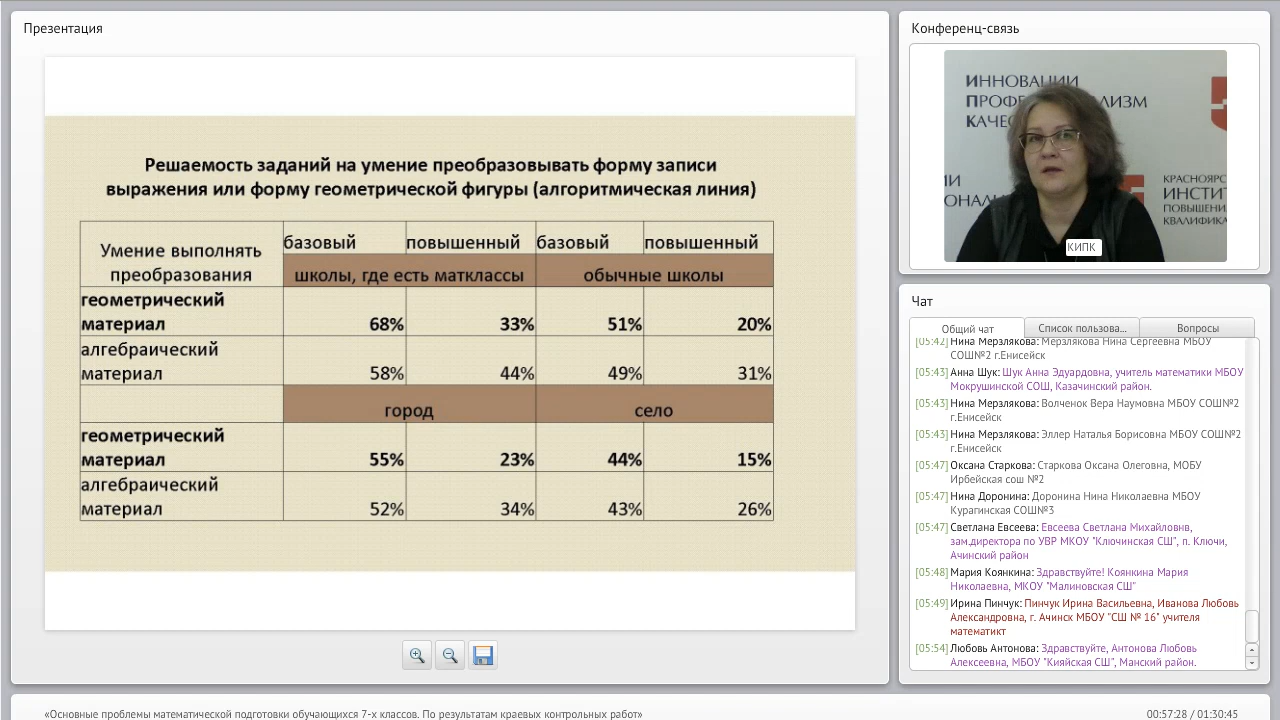 Презентация
Решаемость заданий на умение преобразовывать форму записи
выражения или форму геометрической фигуры (алгоритмическая линия)
Умение выполнять
преобразования
базовый повышенный базовый повышенный
школы, где есть матклассы обычные школы
геометрический
материал 68% 33% 51% 20%
алгебраический
материал 58% 44% 49% 31%
город село
геометрический
материал 55% 23% 44% 15%
алгебраический
материал 52% 34% 43% 26%
Конференц-связь
ИННОВАЦИИ
КРАСНОЯРС
ИНСТИТ
ПОВЫШЕНИ
КВАЛИФИКА
КИПК
Чат
Общий чат Список пользова... Вопросы
[05:42] Нина Мерзлякова: Мерзлякова Нина Сергеевна МБОУ
СОШ№2 г.Енисейск
[05:43] Анна Шук: Шук Анна Эдуардовна, учитель математики МБОУ
Мокрушинской СОШ, Казачинский район.
[05:43] Нина Мерзлякова: Волченок Вера Наумовна МБОУ СОШ№2
г.Енисейск
[05:43] Нина Мерзлякова: Эллер Наталья Борисовна МБОУ СОШ№2
г.Енисейск
[05:47] Оксана Старкова: Старкова Оксана Олеговна, МОБУ
Ирбейская сош №2
[05:47] Нина Доронина: Доронина Нина Николаевна МБОУ
Курагинская СОШ№3
[05:47] Светлана Евсеева: Евсеева Светлана Михайловнв,
зам.директора по УВР МКОУ "Ключинская СШ", п. Ключи,
Ачинский район
[05:48] Мария Коянкина: Здравствуйте! Коянкина Мария
Николаевна, МКОУ "Малиновская СШ"
[05:49] Ирина Пинчук: Пинчук Ирина Васильевна, Иванова Любовь
Александровна, г. Ачинск МБОУ "СШ № 16" учителя
математикт
[05:54] Любовь Антонова: Здравствуйте, Антонова Любовь
Алексеевна, МБОУ "Кияйская СШ", Манский район.
«Основные проблемы математической подготовки обучающихся 7-х классов. По результатам краевых контрольных работ»
00:57:28 / 01:30:45